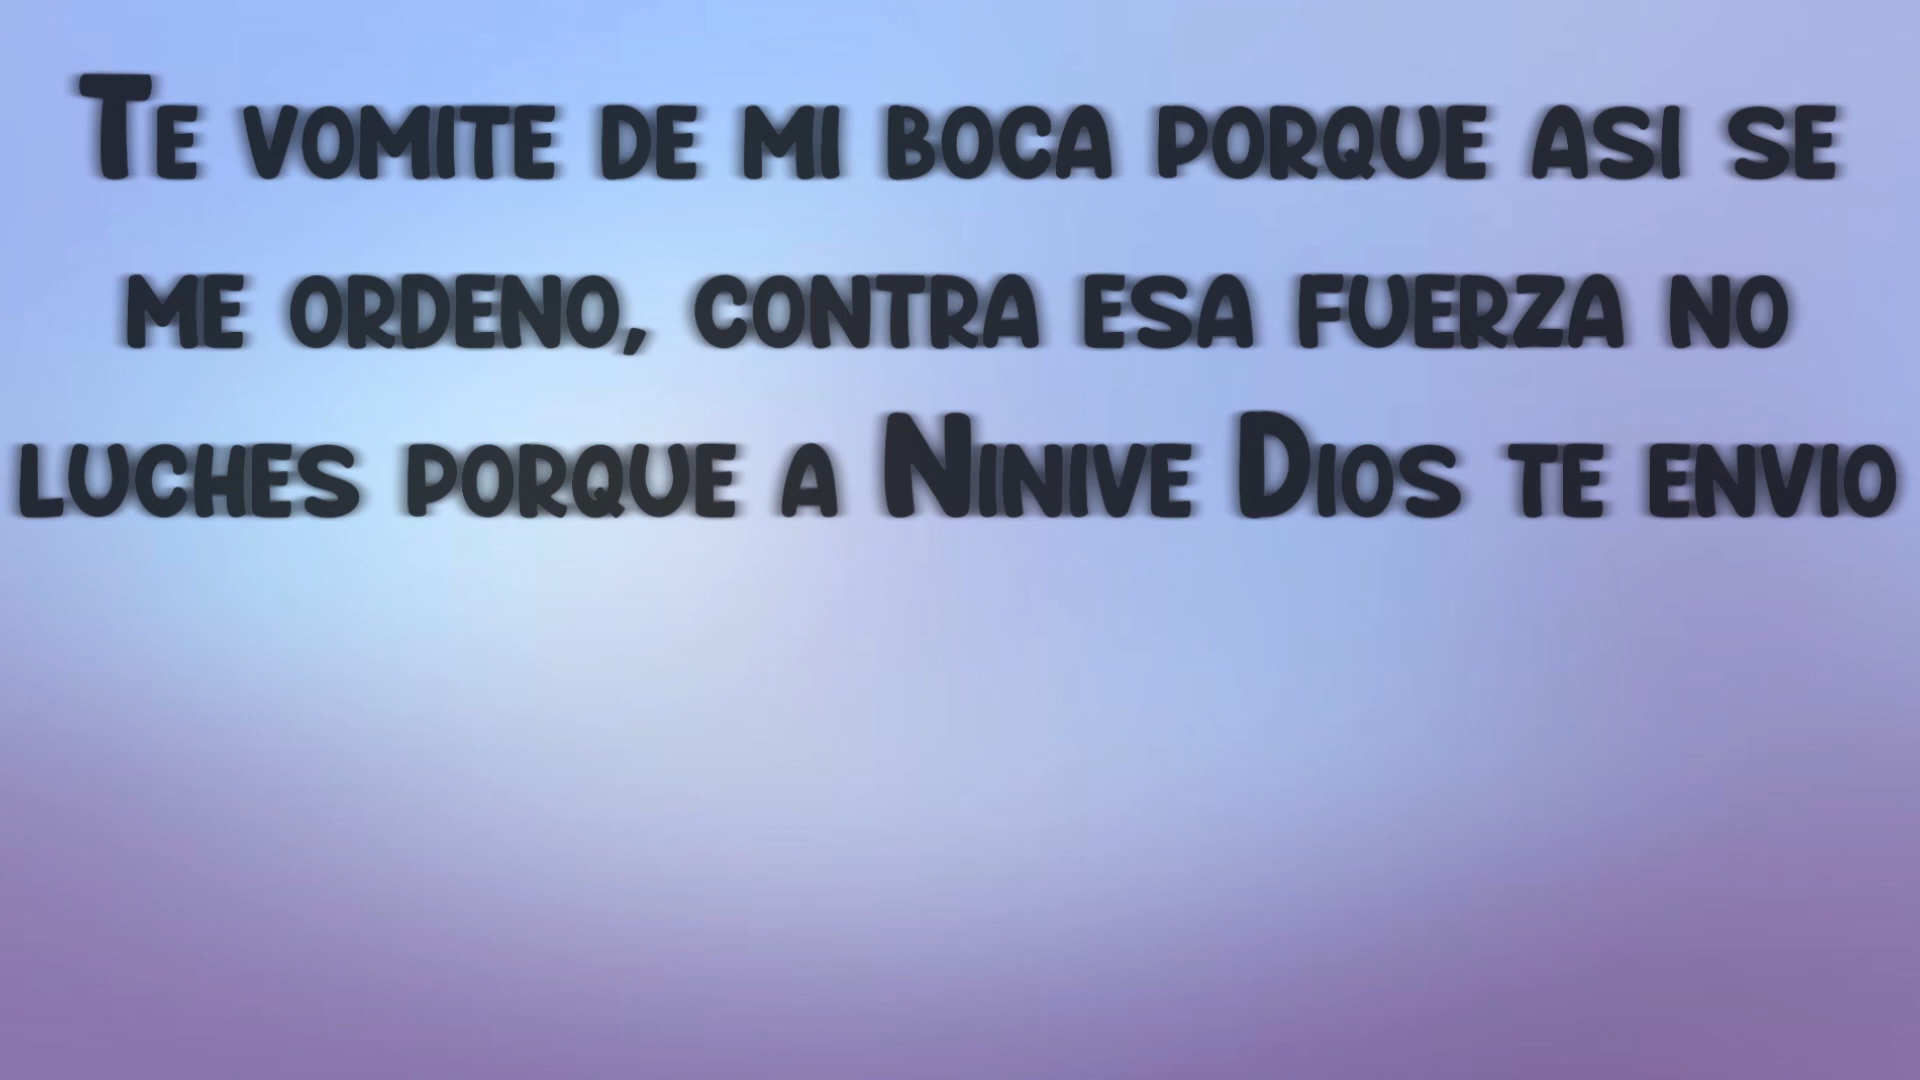 Te vomite de mi boca porque asi se
me ordeno, contra esa fuerza no
luches porque a Ninive Dios te envio